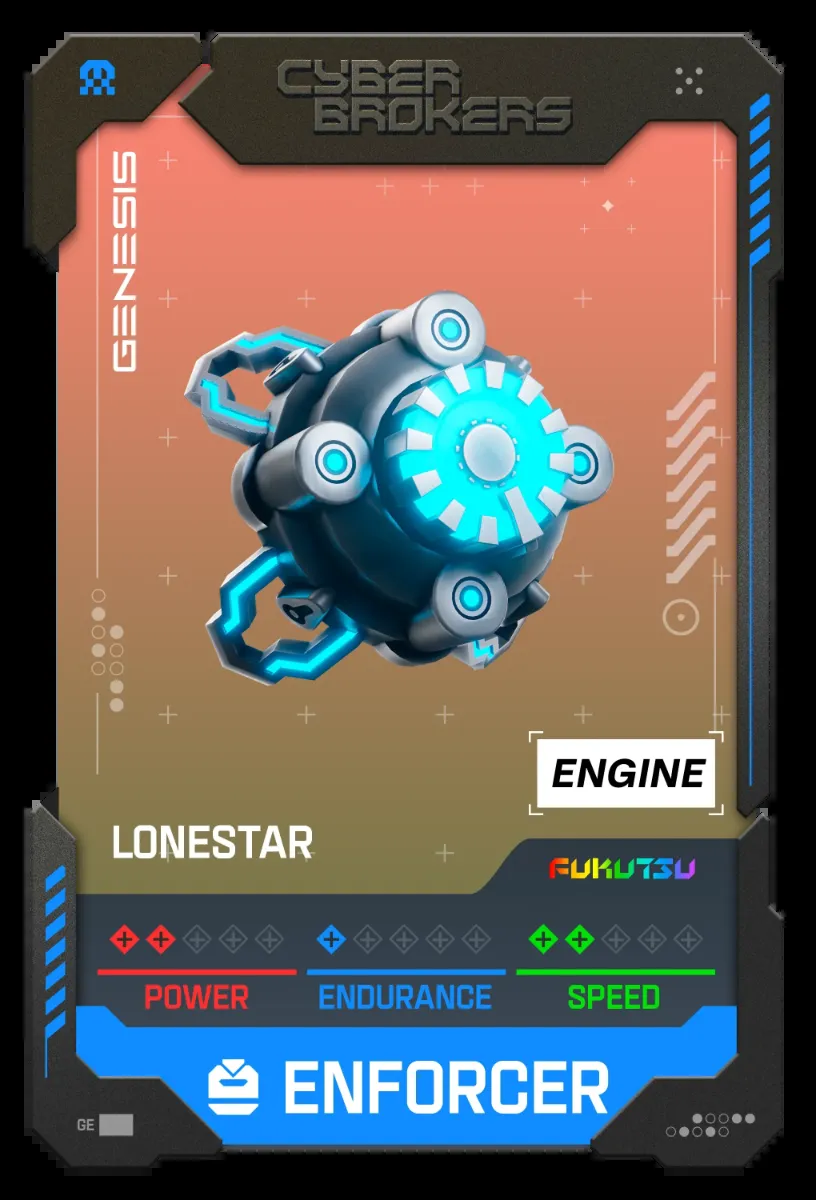 CYBER
BROKERS
GENESIS
ENGINE
LONESTAR
FUKUTSU
POWER
ENDURANCE
SPEED
ENFORCER
GE